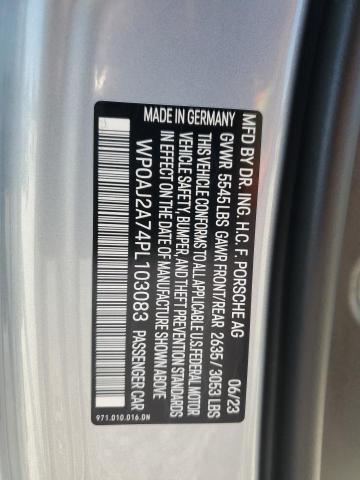 MFD BY DR. ING. H.C. F. PORSCHE AG 06/23
GVWR 5545 LBS GAWR FRONT/REAR 2635/ 3053 LBS
THIS VEHICLE CONFORMS TO ALL APPLICABLE U.S. FEDERAL MOTOR
VEHICLE SAFETY, BUMPER, AND THEFT PREVENTION STANDARDS
IN EFFECT ON THE DATE OF MANUFACTURE SHOWN ABOVE
WP0AJ2A74PL103083 PASSENGER CAR
MADE IN GERMANY 971.010.016.DN